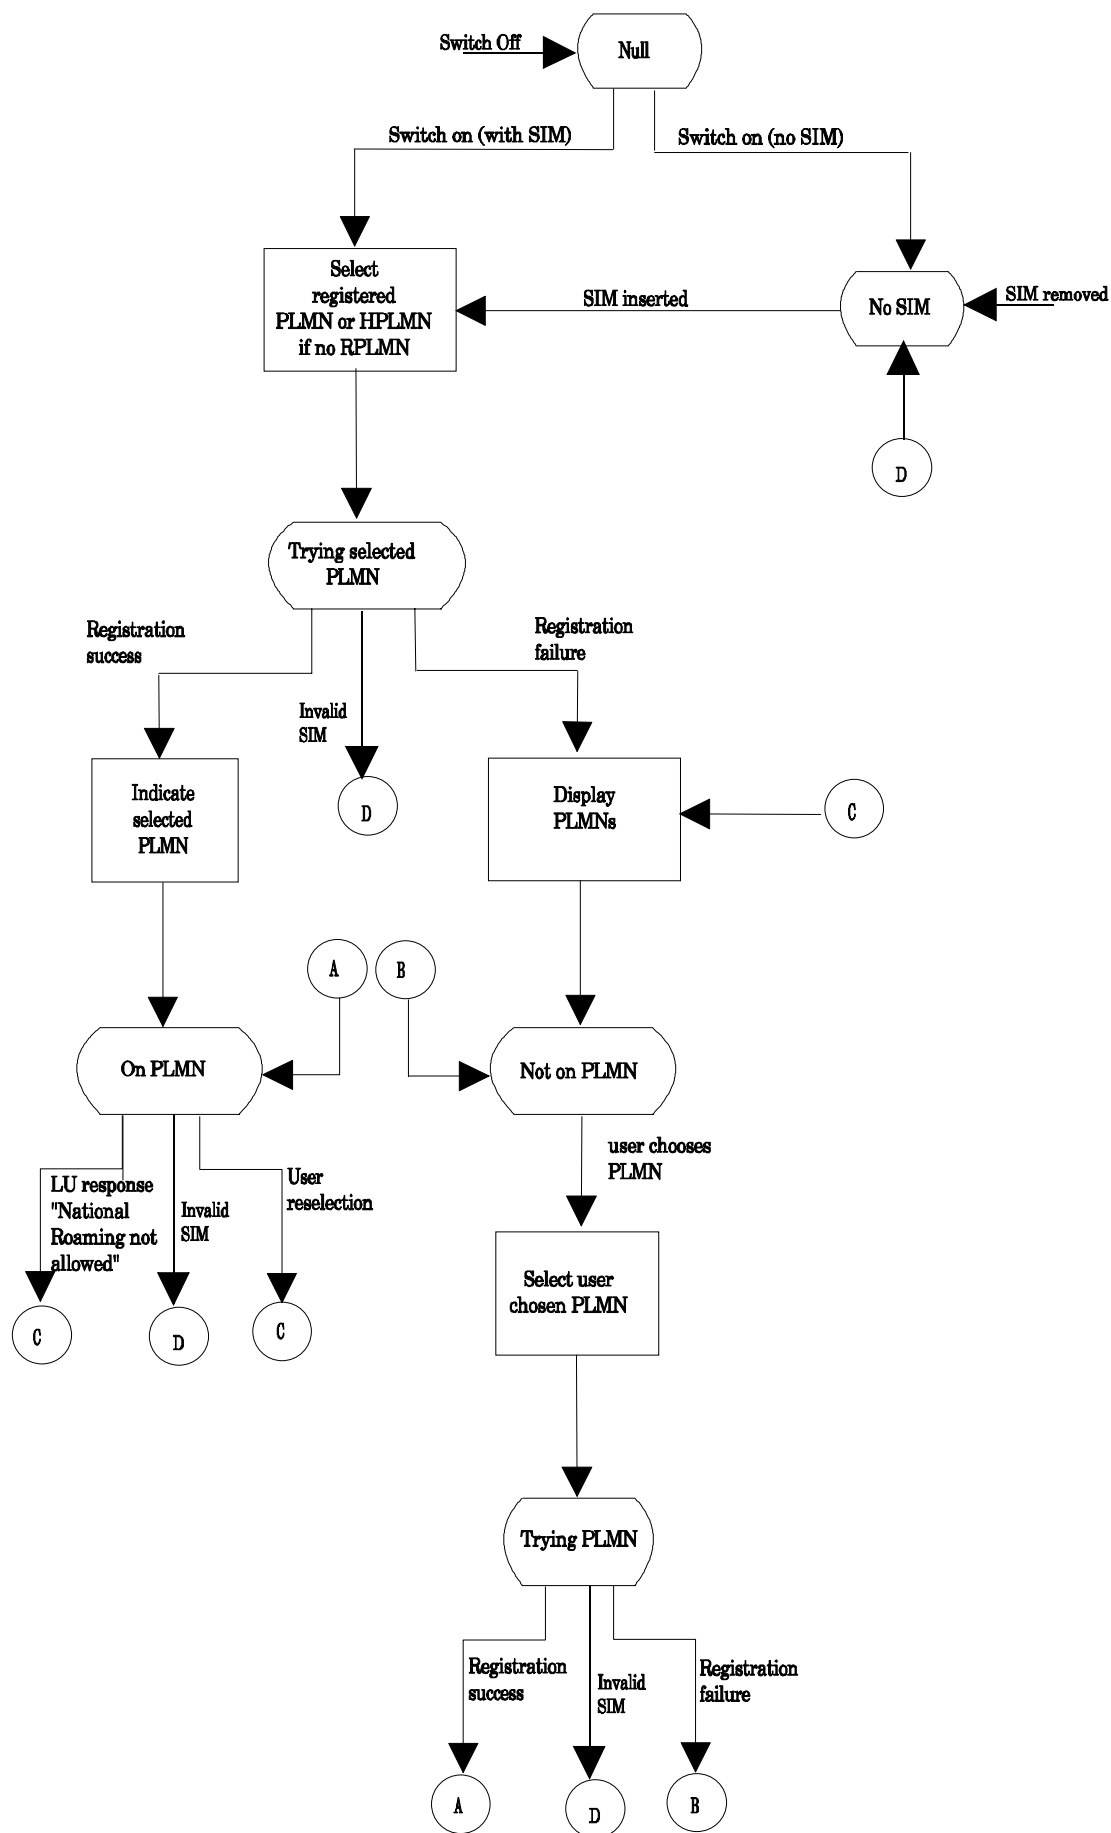 Switch Off
Null
Switch on (with SIM)
Switch on (no SIM)
Select
registered
PLMN or HPLMN
if no RPLMN
SIM inserted
No SIM
SIM removed
D
Trying selected
PLMN
Registration
success
Invalid
SIM
Registration
failure
Indicate
selected
PLMN
D
Display
PLMNs
C
A
B
On PLMN
Not on PLMN
LU response
"National
Roaming not
allowed"
Invalid
SIM
User
reselection
user chooses
PLMN
C
D
C
Select user
chosen PLMN
Trying PLMN
Registration
success
Invalid
SIM
Registration
failure
A
D
B